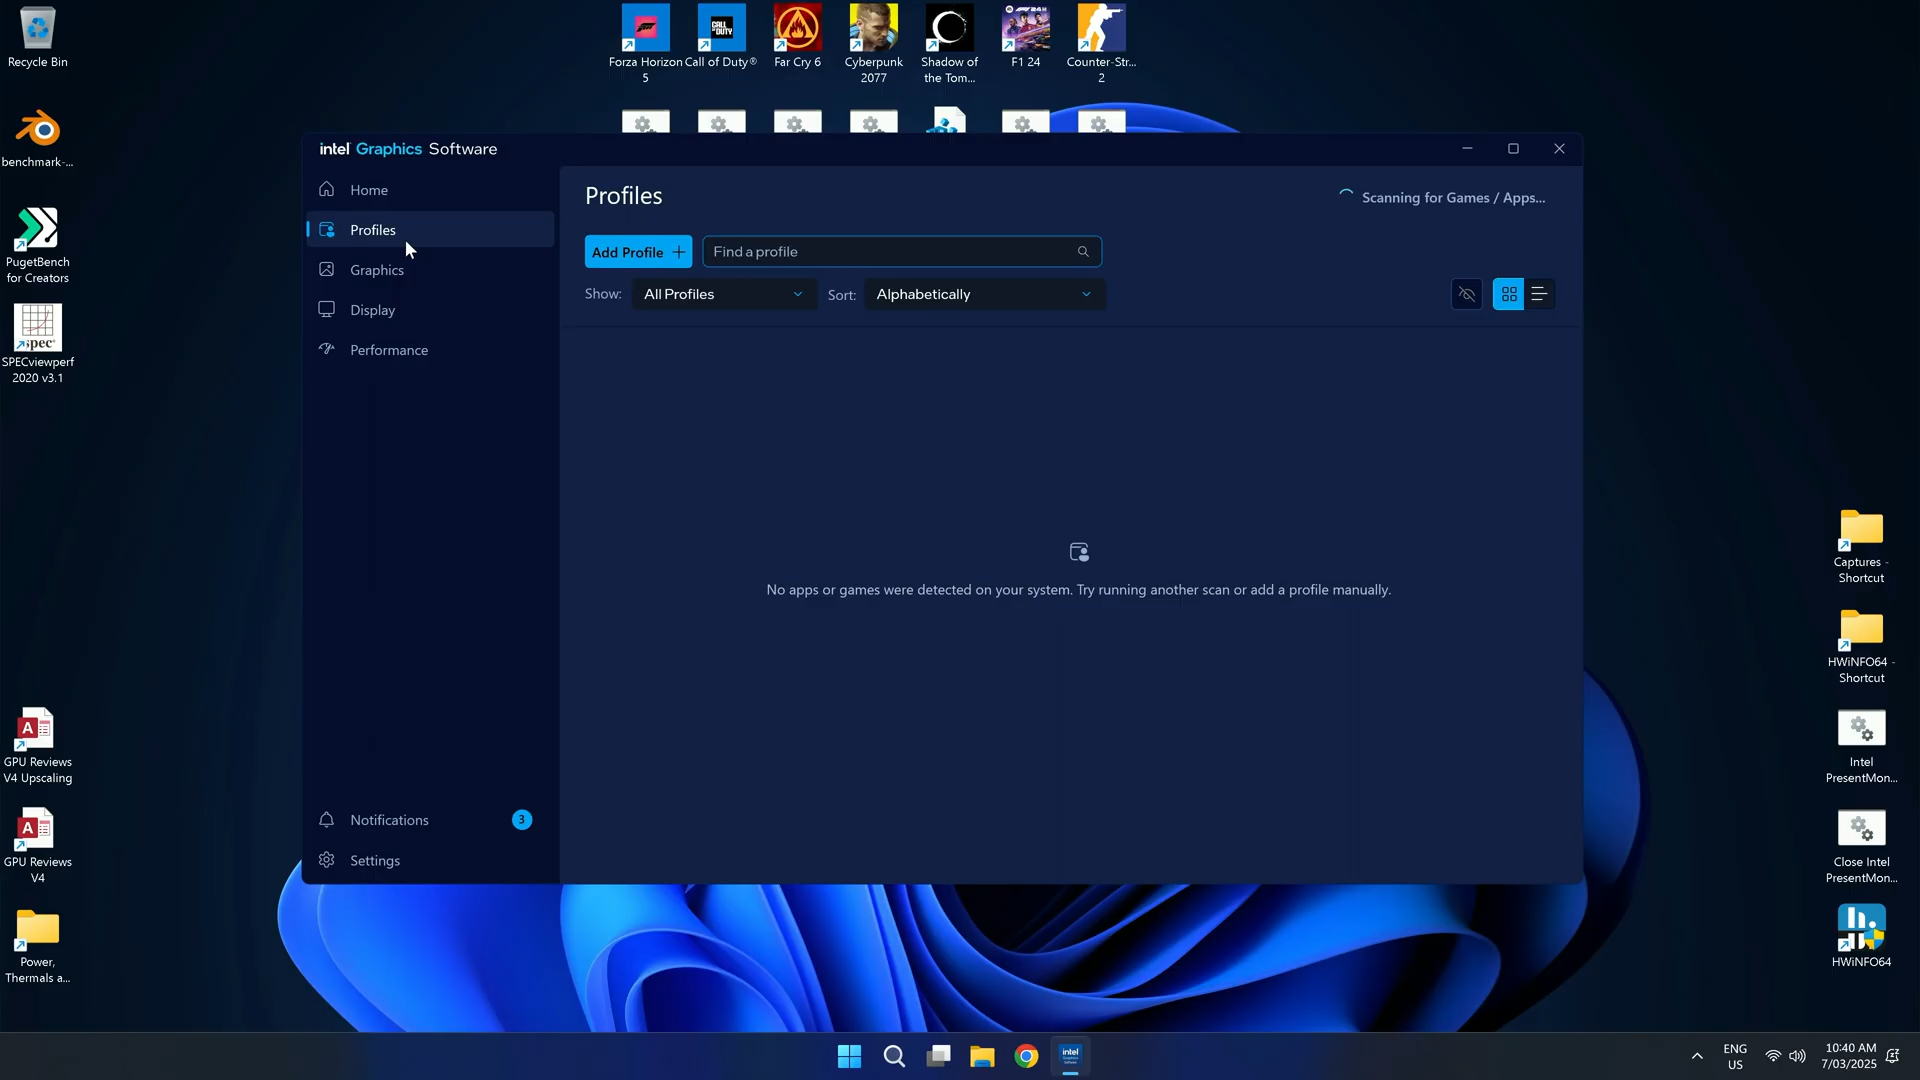 Recycle Bin
Forza Horizon
5
Call of Duty®
Far Cry 6
Cyberpunk
2077
Shadow of
the Tom...
F1 24
Counter-Str...
2
benchmark-...
PugetBench
for Creators
spec
SPECviewperf
2020 v3.1
GPU Reviews
V4 Upscaling
GPU Reviews
V4
Power,
Thermals a...
intel Graphics Software
Home
Profiles
Graphics
Display
Performance
Notifications
3
Settings
Profiles
Scanning for Games / Apps...
Add Profile +
Find a profile
Show:
All Profiles
Sort:
Alphabetically
No apps or games were detected on your system. Try running another scan or add a profile manually.
Captures -
Shortcut
HWiNFO64 -
Shortcut
Intel
PresentMon...
Close Intel
PresentMon...
HWiNFO64
intel
ENG
US
10:40 AM
7/03/2025